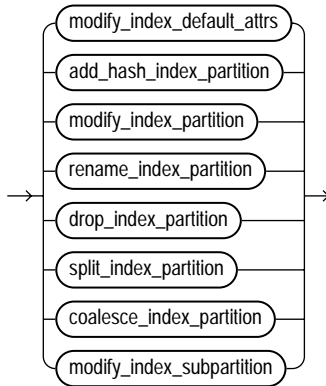 modify_index_default_attrs
add_hash_index_partition
modify_index_partition
rename_index_partition
drop_index_partition
split_index_partition
coalesce_index_partition
modify_index_subpartition